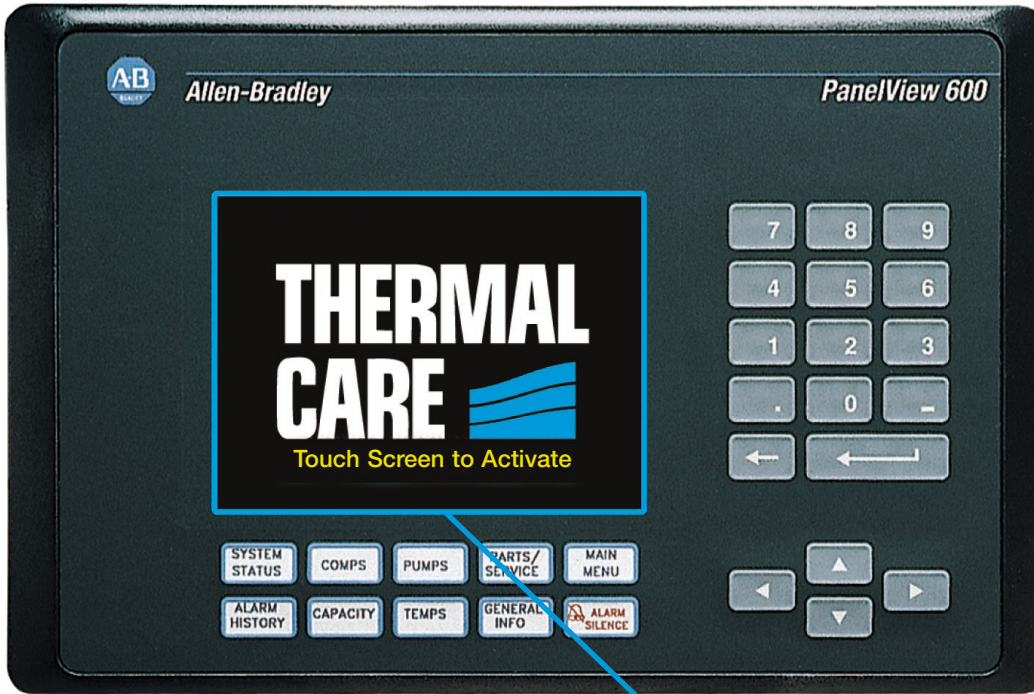 A·B
QUALITY
Allen-Bradley
PanelView 600
THERMAL
CARE
Touch Screen to Activate
7 8 9
4 5 6
1 2 3
. 0 –
SYSTEM
STATUS
COMPS
PUMPS
PARTS/
SERVICE
MAIN
MENU
ALARM
HISTORY
CAPACITY
TEMPS
GENERAL
INFO
ALARM
SILENCE